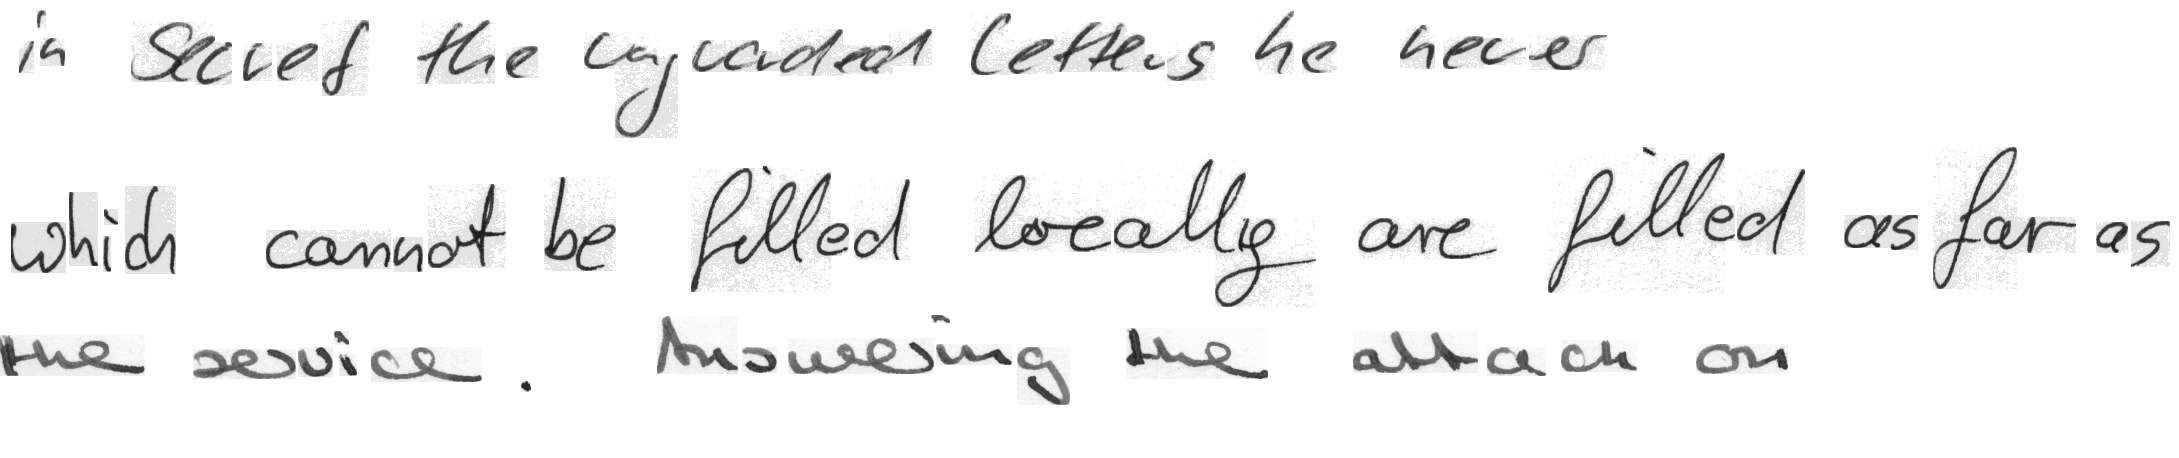 in secret the unguarded letters he never
which cannot be filled locally are filled as far as
the service. Answering the attack on